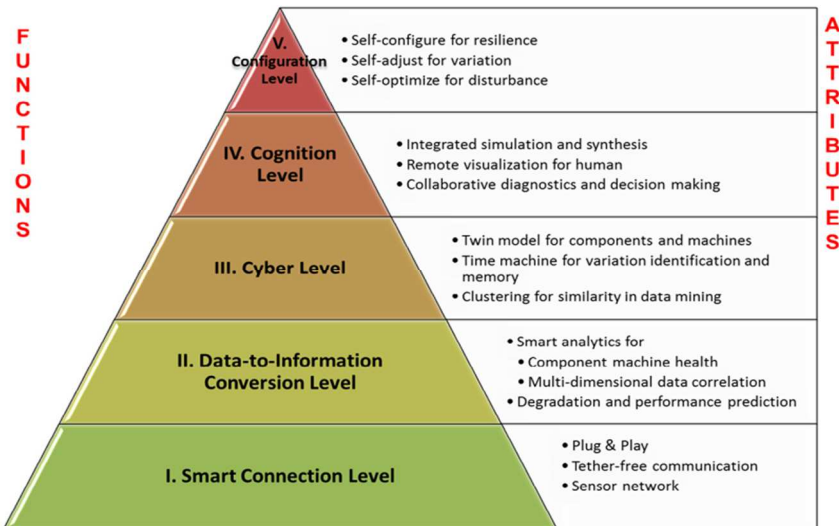 FUNCTIONS
ATTRIBUTES
V.
Configuration
Level
• Self-configure for resilience
• Self-adjust for variation
• Self-optimize for disturbance
IV. Cognition
Level
• Integrated simulation and synthesis
• Remote visualization for human
• Collaborative diagnostics and decision making
III. Cyber Level
• Twin model for components and machines
• Time machine for variation identification and
memory
• Clustering for similarity in data mining
II. Data-to-Information
Conversion Level
• Smart analytics for
• Component machine health
• Multi-dimensional data correlation
• Degradation and performance prediction
I. Smart Connection Level
• Plug & Play
• Tether-free communication
• Sensor network